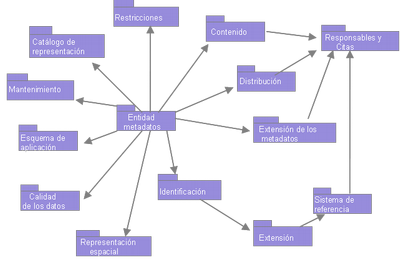 Restricciones
Contenido
Responsables y
Citas
Catálogo de
representación
Distribución
Mantenimiento
Entidad
metadatos
Extensión de los
metadatos
Esquema de
aplicación
Identificación
Calidad
de los datos
Sistema de
referencia
Representación
espacial
Extensión